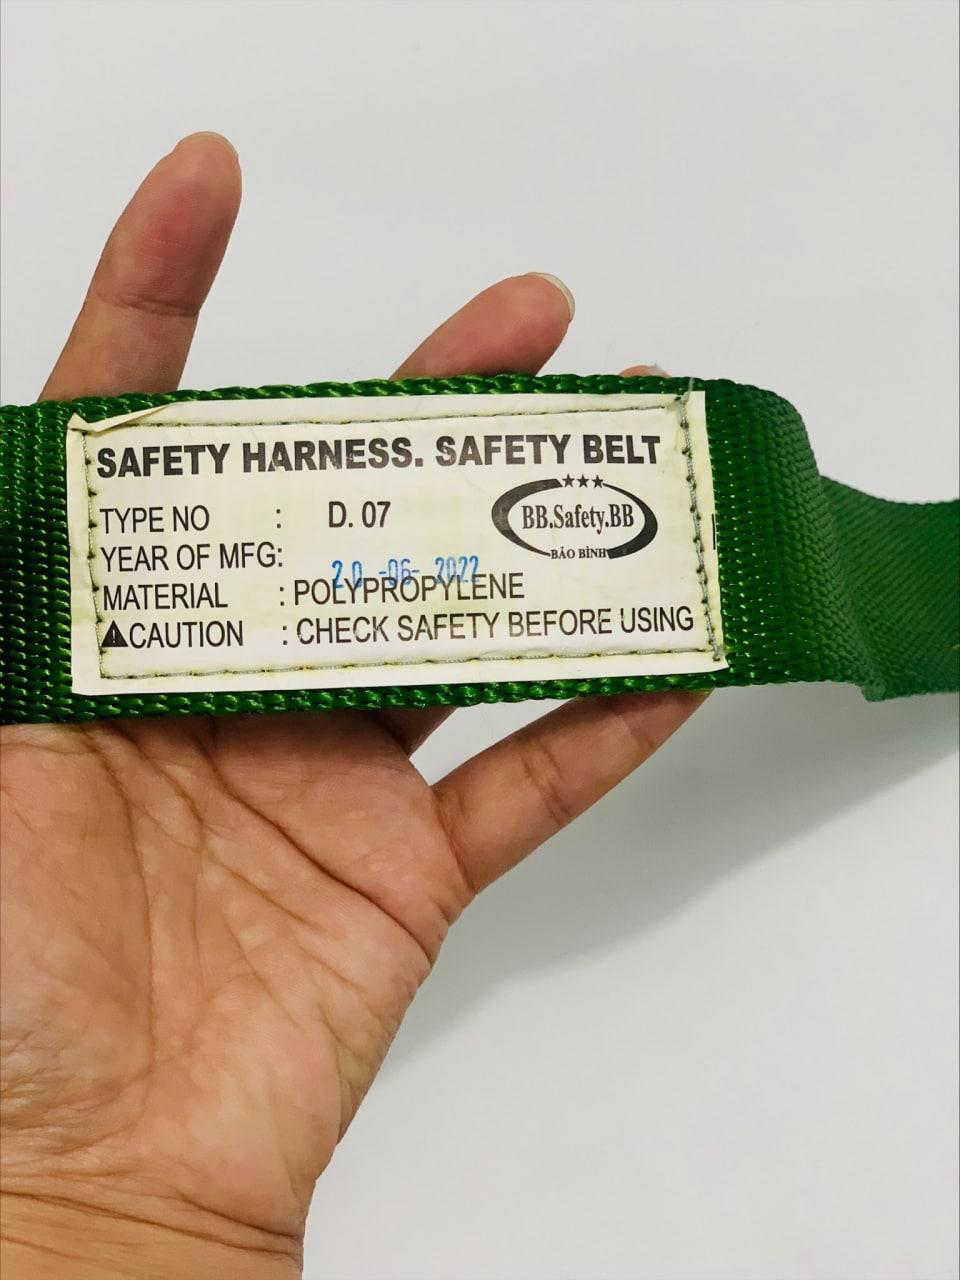 SAFETY HARNESS. SAFETY BELT
TYPE NO : D. 07
BB.Safety.BB
BẢO BÌNH
YEAR OF MFG:
20 -06- 2022
MATERIAL : POLYPROPYLENE
CAUTION : CHECK SAFETY BEFORE USING